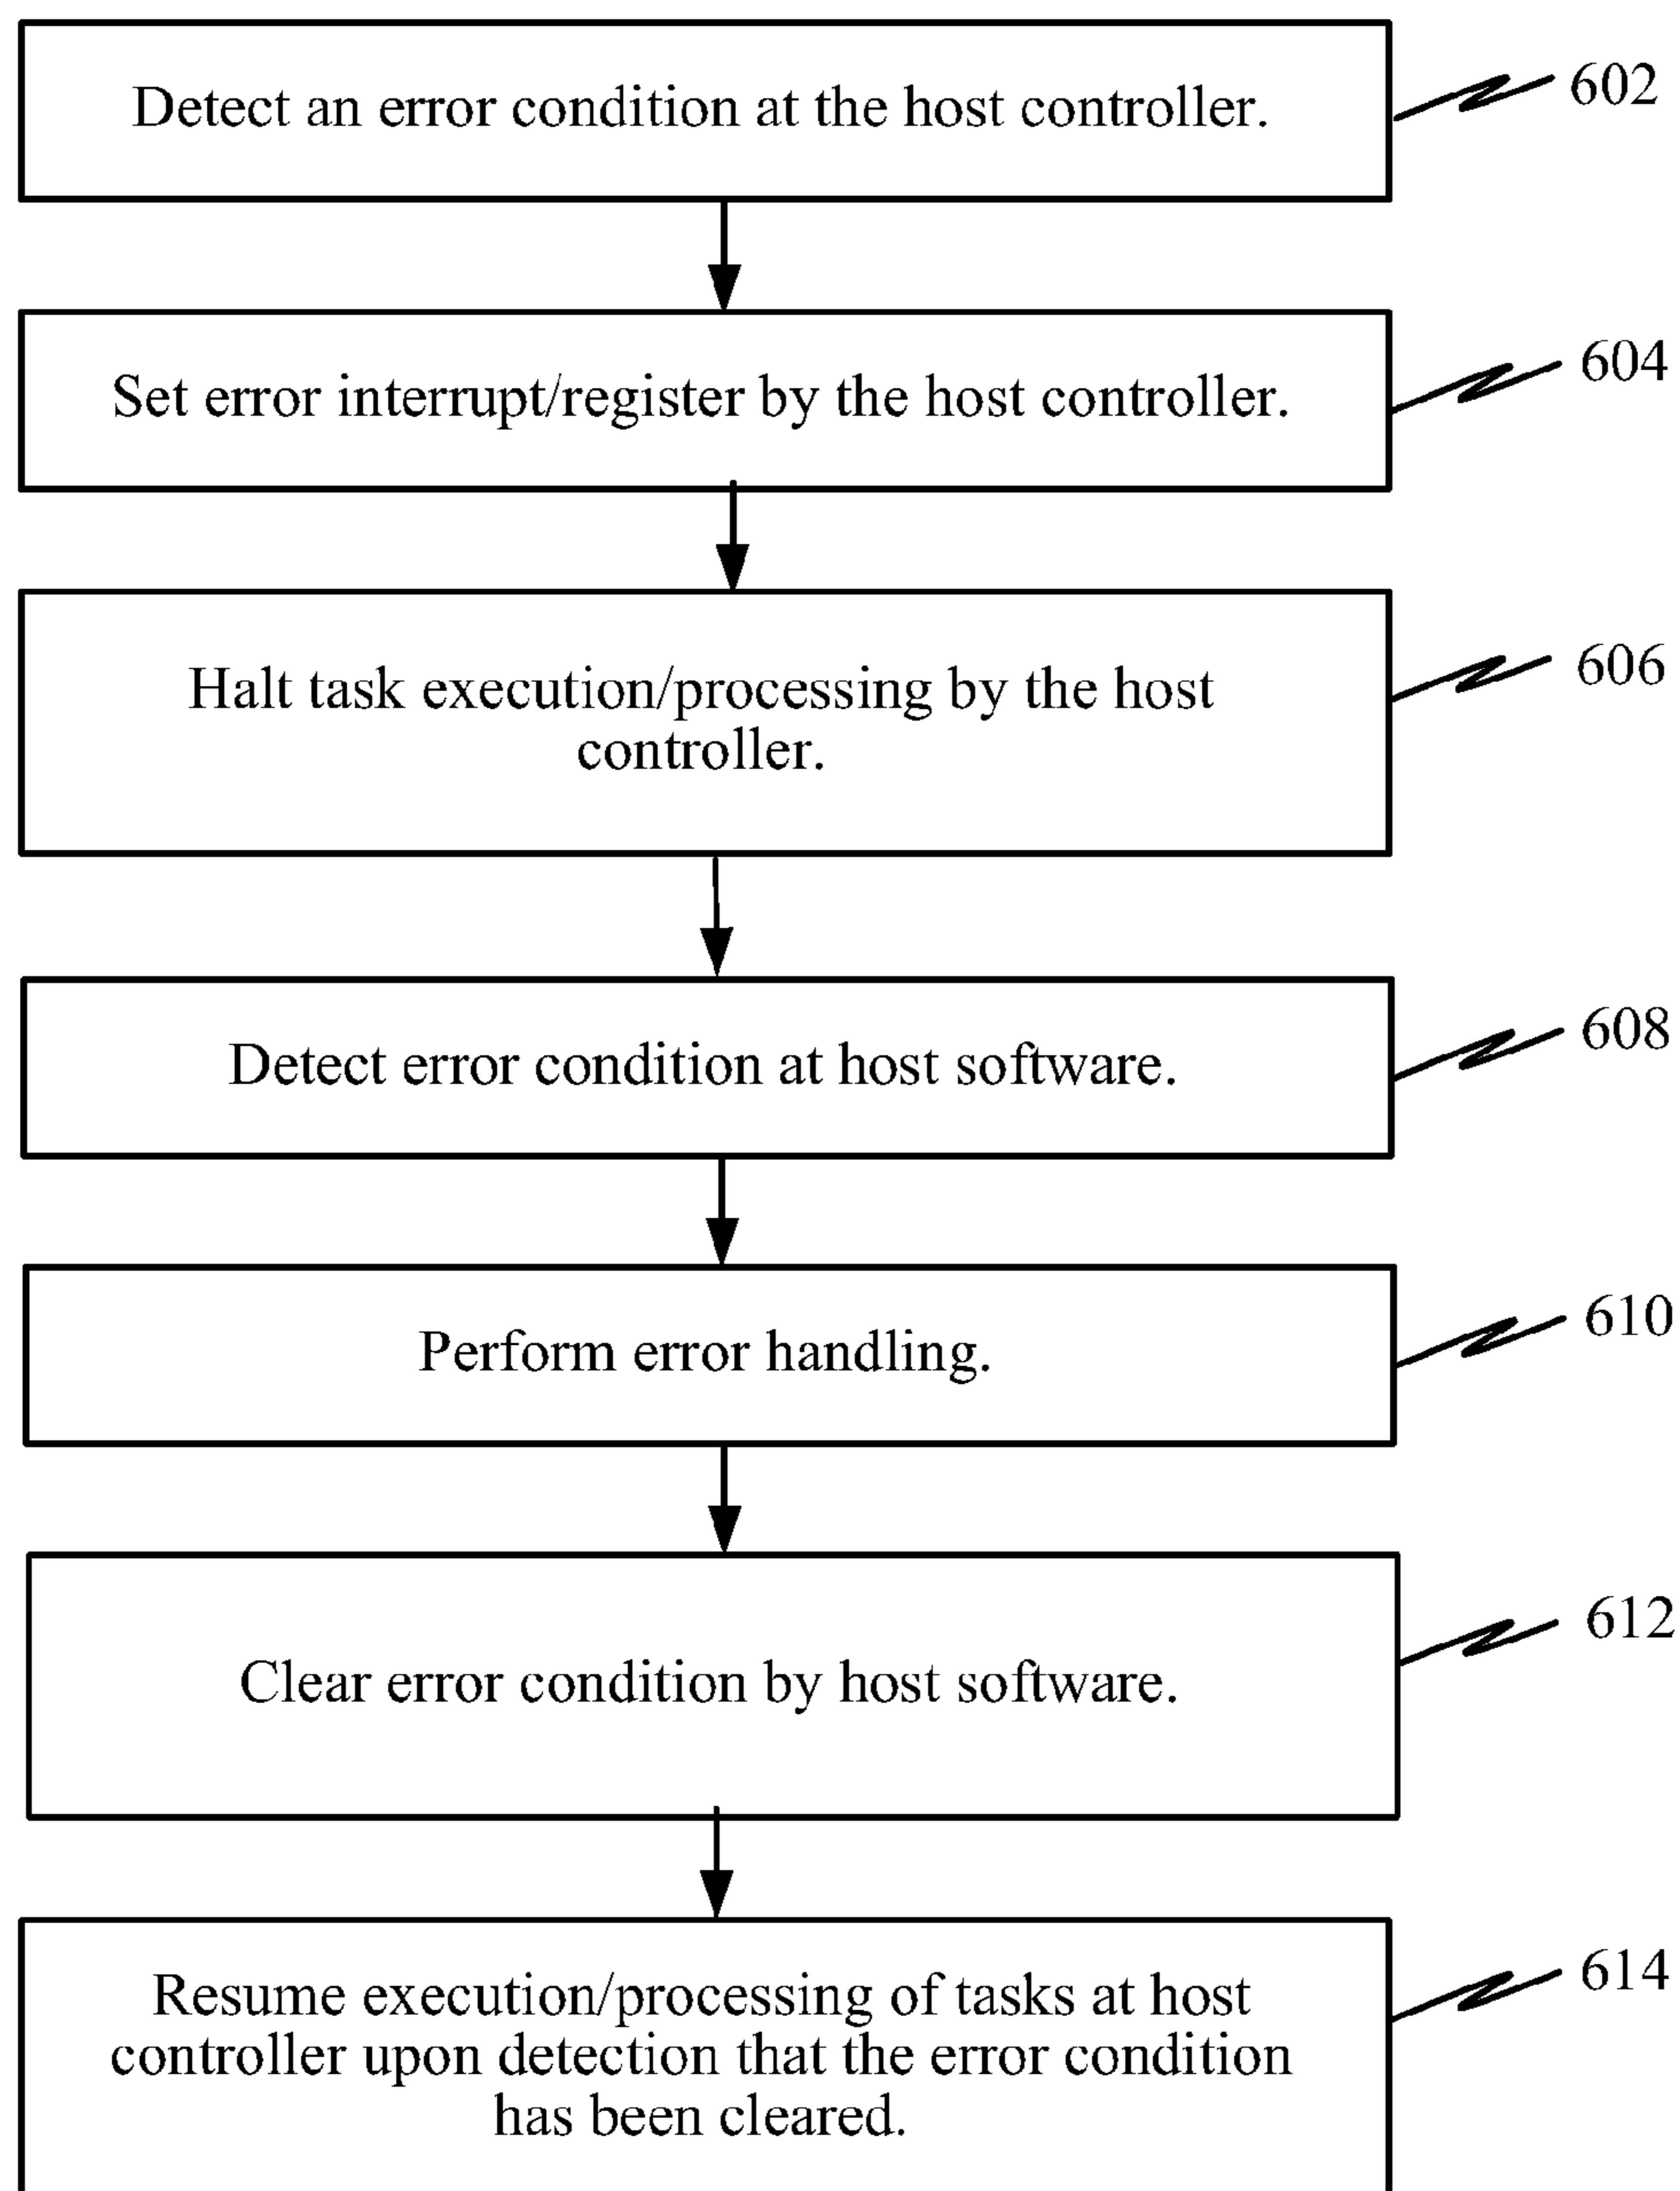 Detect an error condition at the host controller.
602
Set error interrupt/register by the host controller.
604
Halt task execution/processing by the host
controller.
606
Detect error condition at host software.
608
Perform error handling.
610
Clear error condition by host software.
612
Resume execution/processing of tasks at host
controller upon detection that the error condition
has been cleared.
614